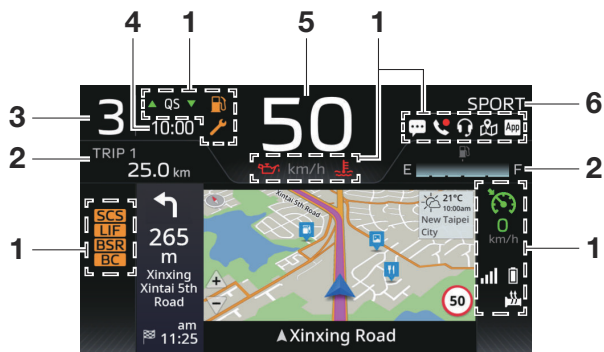 4 1 5 1
3 QS 50 SPORT 6
3
10:00
App
TRIP 1
2 25.0 km
km/h
E F 2
SCS
LIF
BSR
BC
1
265
m
Xinxing
Xintai 5th
Road
am
11:25
Xintai 5th Road
21°C
10:00am
New Taipei
City
+
−
50
Xinxing Road
0
km/h
1